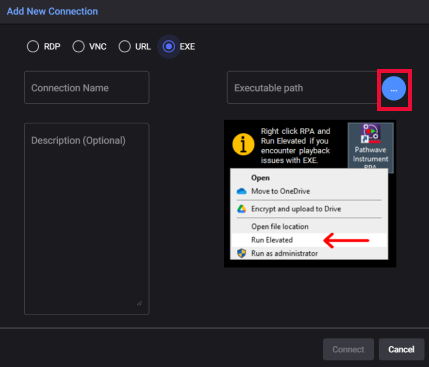 Add New Connection
RDP VNC URL EXE
Connection Name
Executable path
...
Description (Optional)
Right click RPA and
Run Elevated if you
encounter playback
issues with EXE.
Pathwave
Instrument
RPA
Open
Move to OneDrive
Encrypt and upload to Drive
Open file location
Run Elevated
Run as administrator
Connect Cancel